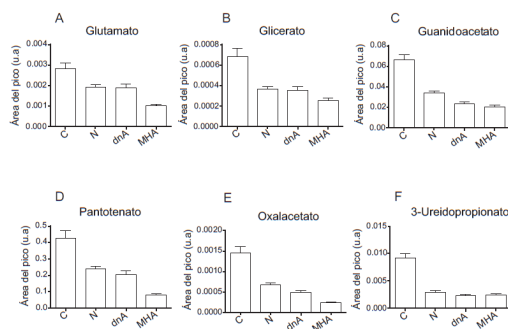 A
Glutamato
Área del pico (u.a)
0.004
0.003
0.002
0.001
0.000
C
N
dnA
MHA
B
Glicerato
Área del pico (u.a)
0.0008
0.0006
0.0004
0.0002
0.0000
C
N
dnA
MHA
C
Guanidoacetato
Área del pico (u.a)
0.08
0.06
0.04
0.02
0.00
C
N
dnA
MHA
D
Pantotenato
Área del pico (u.a)
0.5
0.4
0.3
0.2
0.1
0.0
C
N
dnA
MHA
E
Oxalacetato
Área del pico (u.a)
0.0020
0.0015
0.0010
0.0005
0.0000
C
N
dnA
MHA
F
3-Ureidopropionato
Área del pico (u.a)
0.015
0.010
0.005
0.000
C
N
dnA
MHA